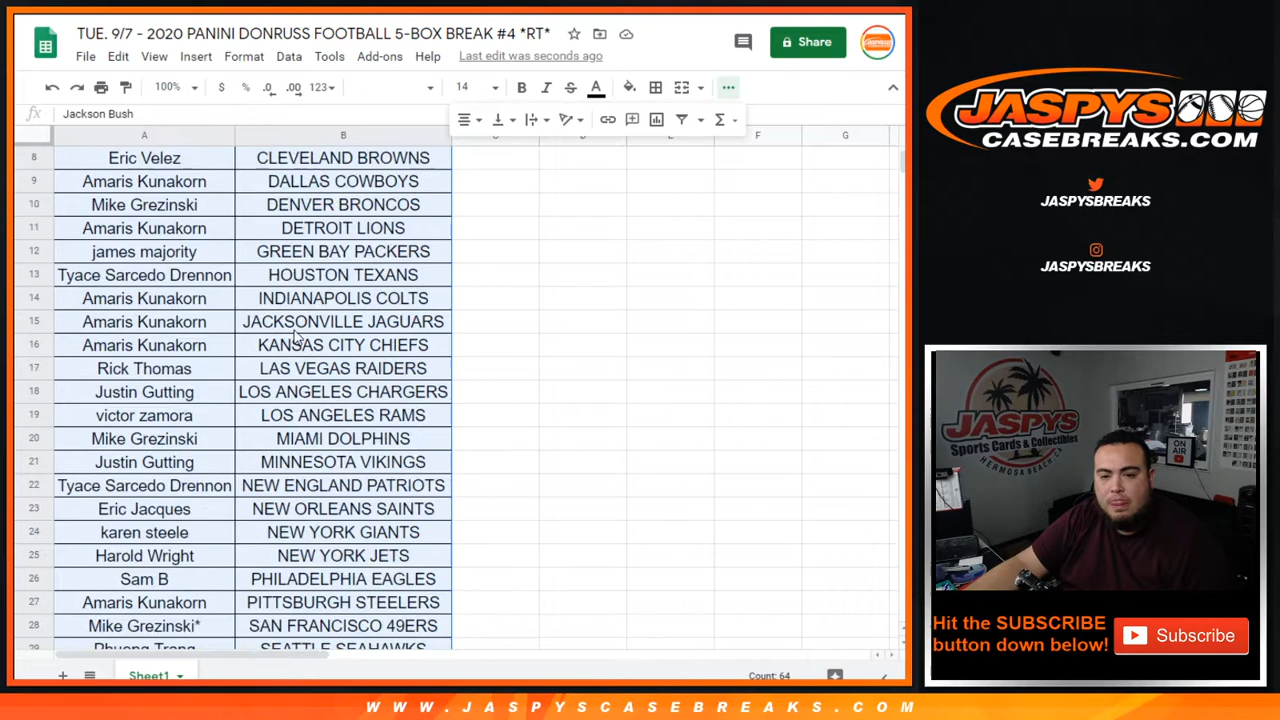 TUE. 9/7 - 2020 PANINI DONRUSS FOOTBALL 5-BOX BREAK #4 *RT*
File Edit View Insert Format Data Tools Add-ons Help Last edit was seconds ago
Share
100% $ % .0 .00 123 14 B I S A
fx Jackson Bush
A B C D E F G
8 Eric Velez CLEVELAND BROWNS
9 Amaris Kunakorn DALLAS COWBOYS
10 Mike Grezinski DENVER BRONCOS
11 Amaris Kunakorn DETROIT LIONS
12 james majority GREEN BAY PACKERS
13 Tyace Sarcedo Drennon HOUSTON TEXANS
14 Amaris Kunakorn INDIANAPOLIS COLTS
15 Amaris Kunakorn JACKSONVILLE JAGUARS
16 Amaris Kunakorn KANSAS CITY CHIEFS
17 Rick Thomas LAS VEGAS RAIDERS
18 Justin Gutting LOS ANGELES CHARGERS
19 victor zamora LOS ANGELES RAMS
20 Mike Grezinski MIAMI DOLPHINS
21 Justin Gutting MINNESOTA VIKINGS
22 Tyace Sarcedo Drennon NEW ENGLAND PATRIOTS
23 Eric Jacques NEW ORLEANS SAINTS
24 karen steele NEW YORK GIANTS
25 Harold Wright NEW YORK JETS
26 Sam B PHILADELPHIA EAGLES
27 Amaris Kunakorn PITTSBURGH STEELERS
28 Mike Grezinski* SAN FRANCISCO 49ERS
29 Phuong Trang SEATTLE SEAHAWKS
Sheet1
Count: 64
JASPYS
CASEBREAKS.COM
JASPYSBREAKS
JASPYSBREAKS
JASPYS
Sports Cards & Collectibles
HERMOSA BEACH, CA
ON
AIR
Hit the SUBSCRIBE
button down below!
Subscribe
WWW.JASPYSCASEBREAKS.COM